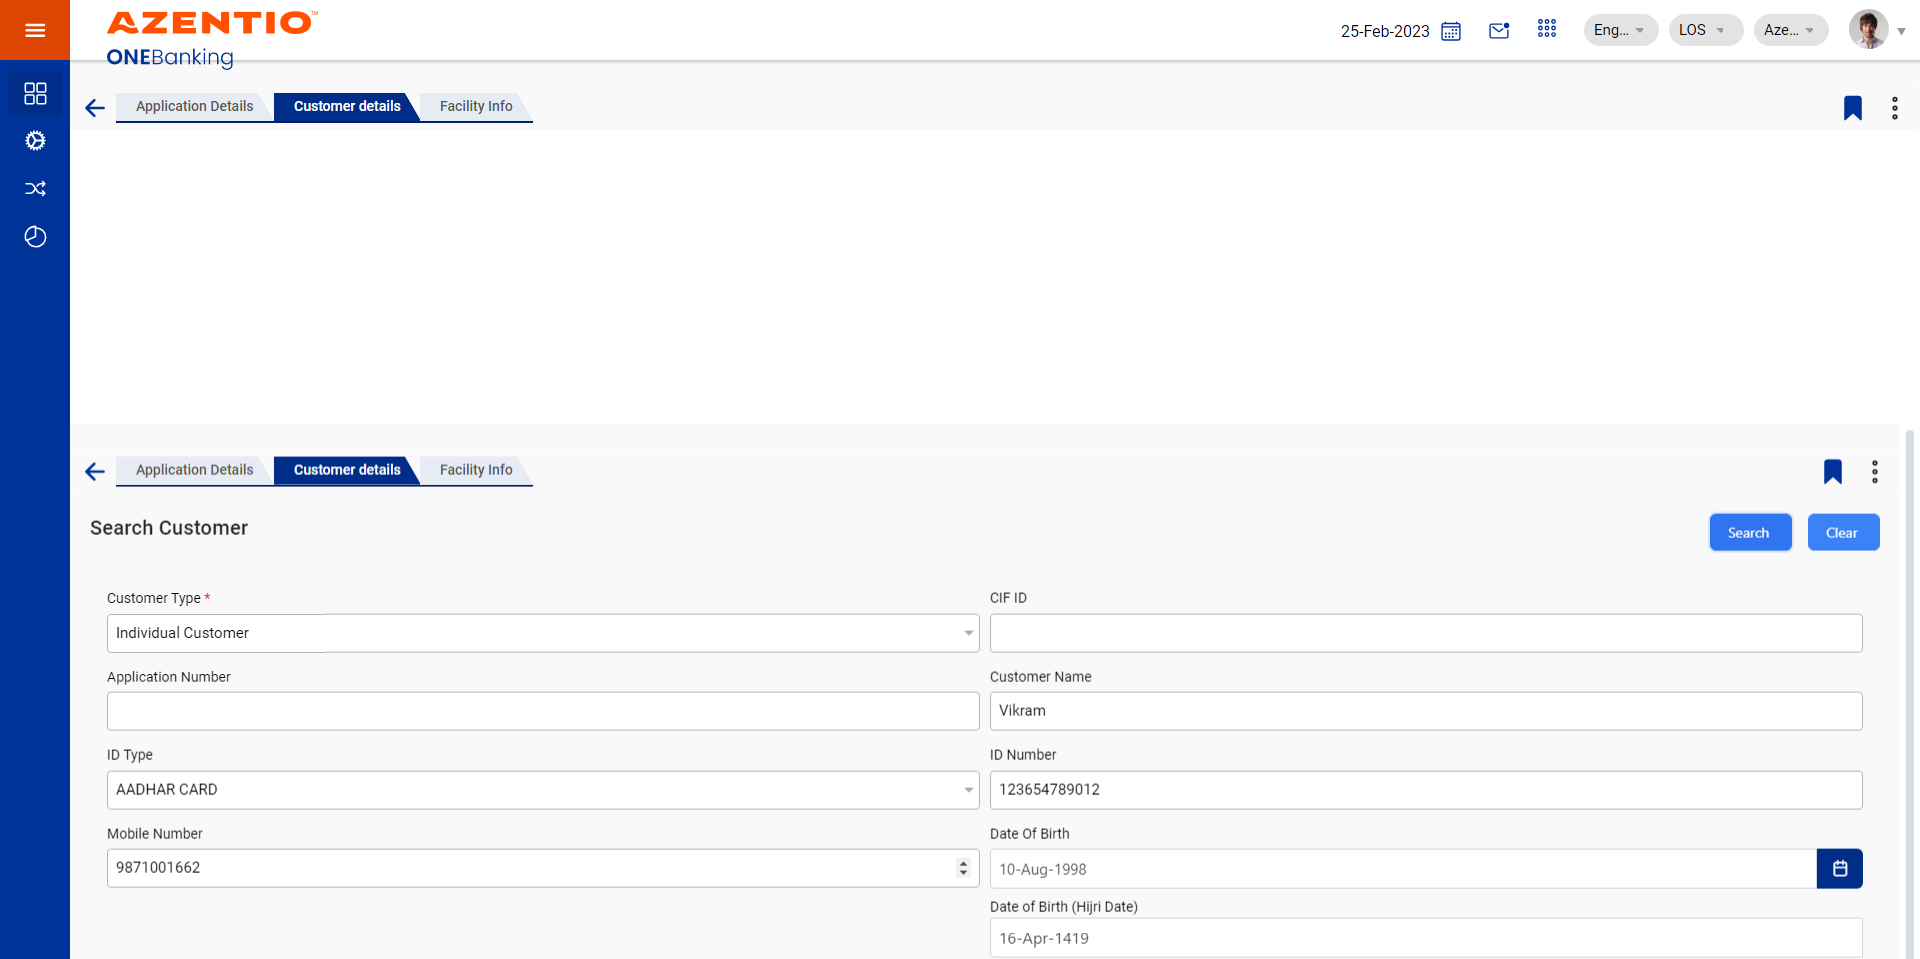 AZENTIO™
ONEBanking
25-Feb-2023
Eng...
LOS
Aze...
Application Details
Customer details
Facility Info
Application Details
Customer details
Facility Info
Search Customer
Search
Clear
Customer Type *
CIF ID
Individual Customer
Application Number
Customer Name
Vikram
ID Type
ID Number
AADHAR CARD
123654789012
Mobile Number
Date Of Birth
9871001662
10-Aug-1998
Date of Birth (Hijri Date)
16-Apr-1419